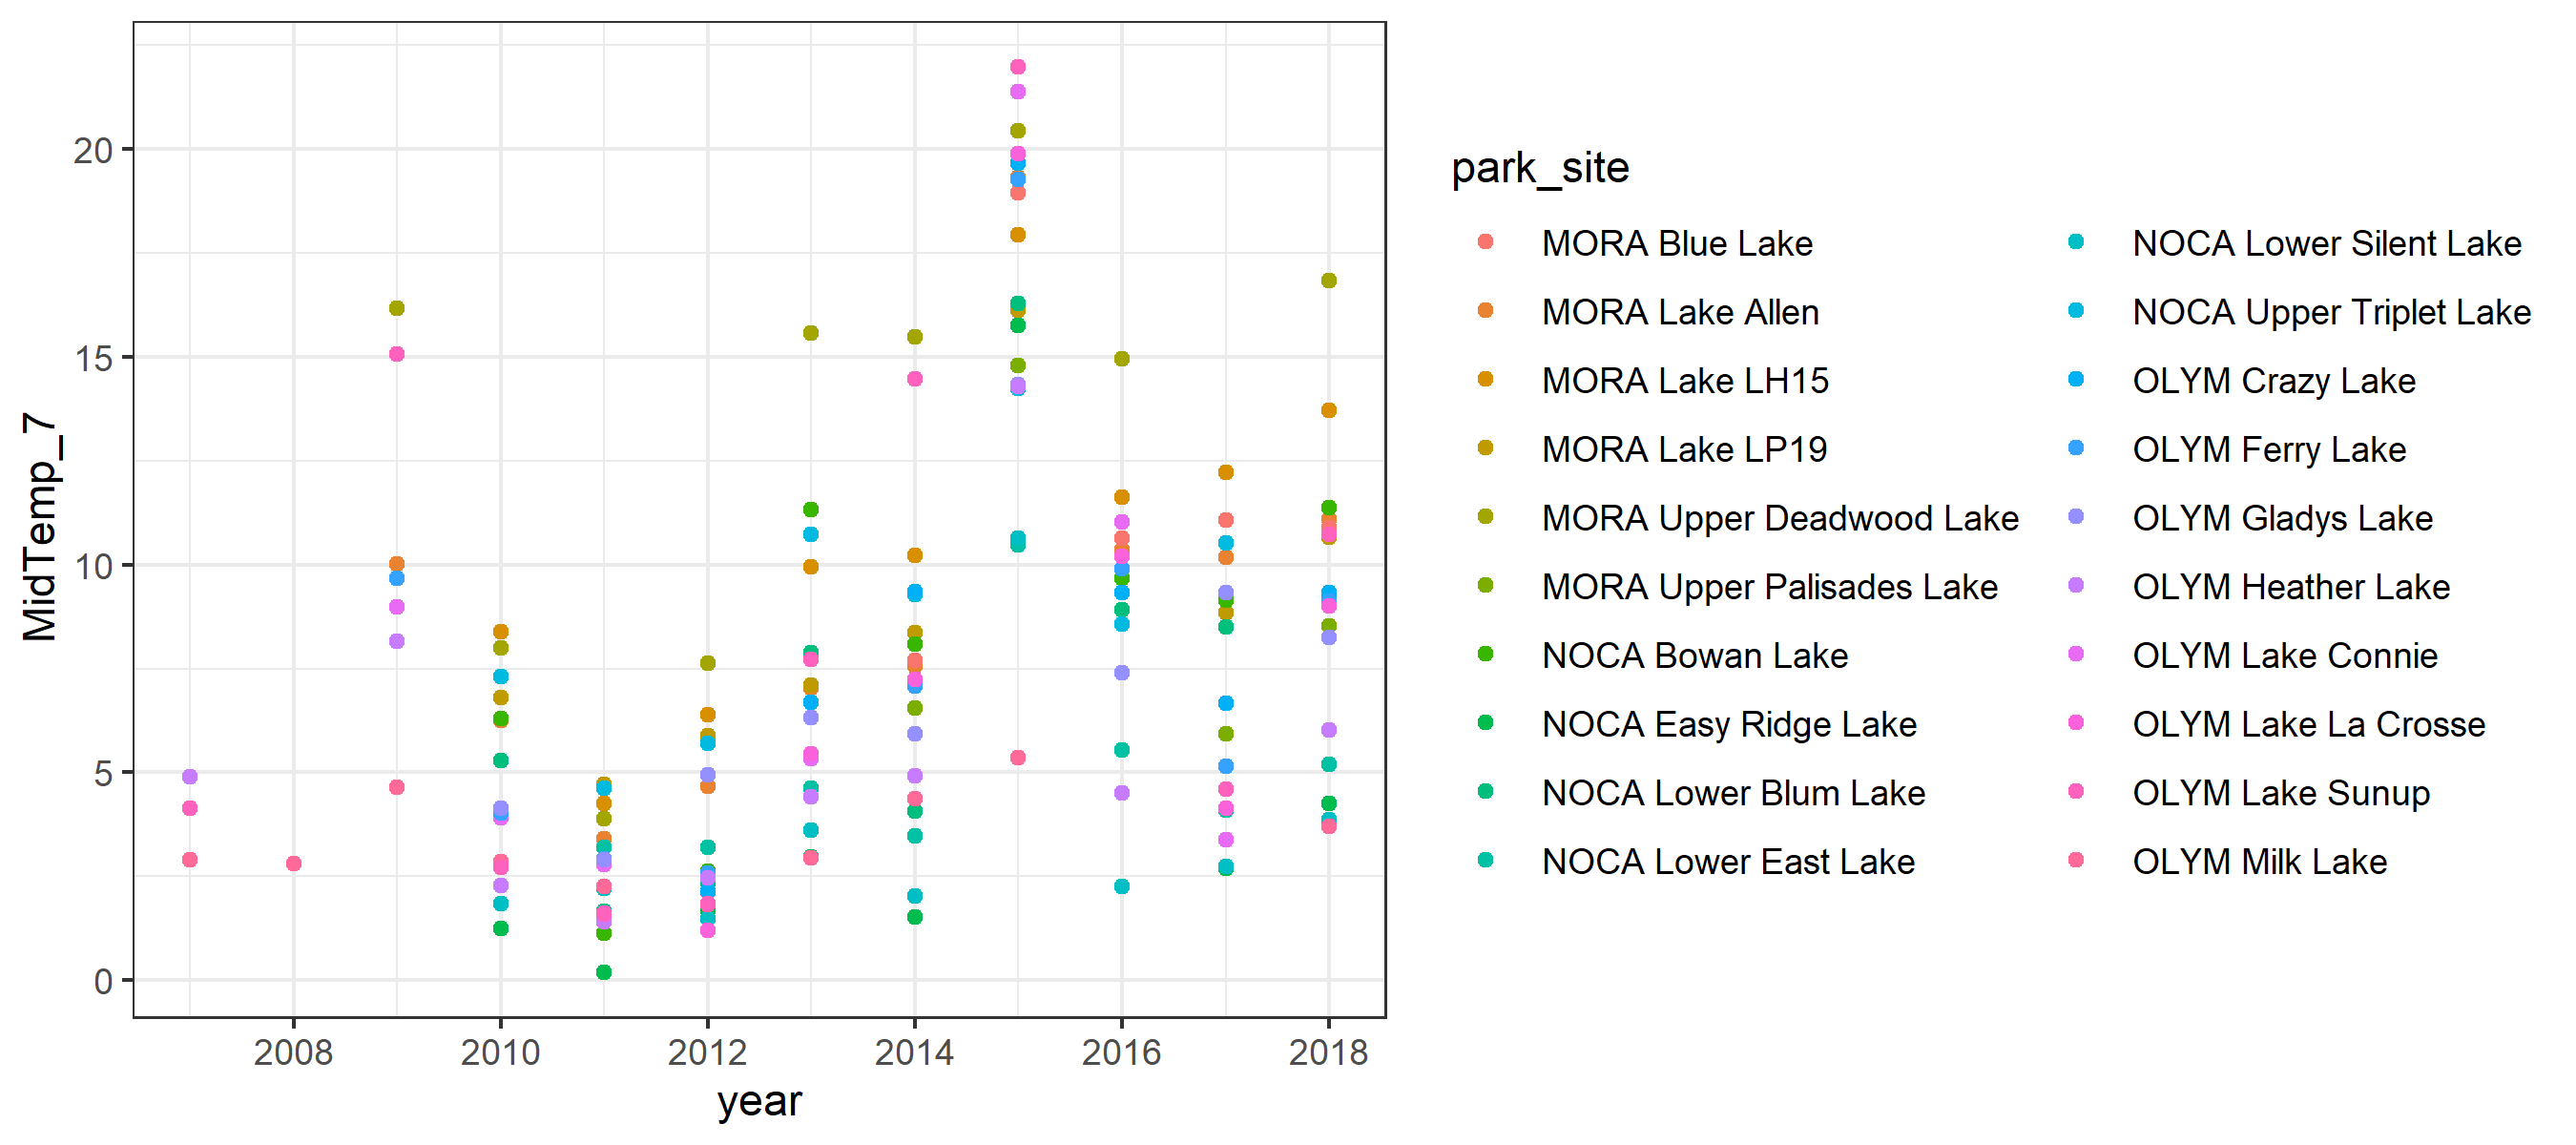 MidTemp_7
20
15
10
5
0
2008 2010 2012 2014 2016 2018
year
park_site
MORA Blue Lake
MORA Lake Allen
MORA Lake LH15
MORA Lake LP19
MORA Upper Deadwood Lake
MORA Upper Palisades Lake
NOCA Bowan Lake
NOCA Easy Ridge Lake
NOCA Lower Blum Lake
NOCA Lower East Lake
NOCA Lower Silent Lake
NOCA Upper Triplet Lake
OLYM Crazy Lake
OLYM Ferry Lake
OLYM Gladys Lake
OLYM Heather Lake
OLYM Lake Connie
OLYM Lake La Crosse
OLYM Lake Sunup
OLYM Milk Lake